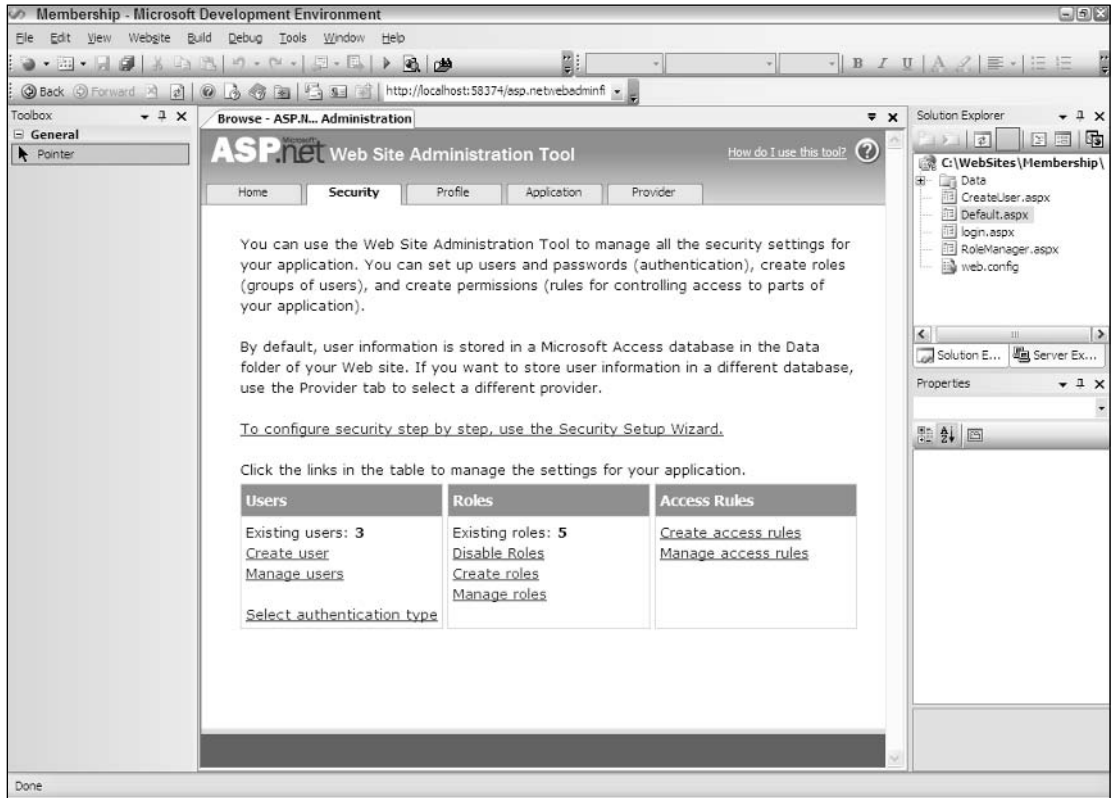 Membership - Microsoft Development Environment
File Edit View Website Build Debug Tools Window Help
B I U A
Back Forward http://localhost:58374/asp.netwebadminfi
Toolbox
General
Pointer
Browse - ASP.N... Administration
Microsoft
ASP.net Web Site Administration Tool
How do I use this tool? ?
Home Security Profile Application Provider
You can use the Web Site Administration Tool to manage all the security settings for
your application. You can set up users and passwords (authentication), create roles
(groups of users), and create permissions (rules for controlling access to parts of
your application).
By default, user information is stored in a Microsoft Access database in the Data
folder of your Web site. If you want to store user information in a different database,
use the Provider tab to select a different provider.
To configure security step by step, use the Security Setup Wizard.
Click the links in the table to manage the settings for your application.
Users Roles Access Rules
Existing users: 3 Existing roles: 5 Create access rules
Create user Disable Roles Manage access rules
Manage users Create roles
Manage roles
Select authentication type
Solution Explorer
C:\WebSites\Membership\
Data
CreateUser.aspx
Default.aspx
login.aspx
RoleManager.aspx
web.config
Solution E... Server Ex...
Properties
Done